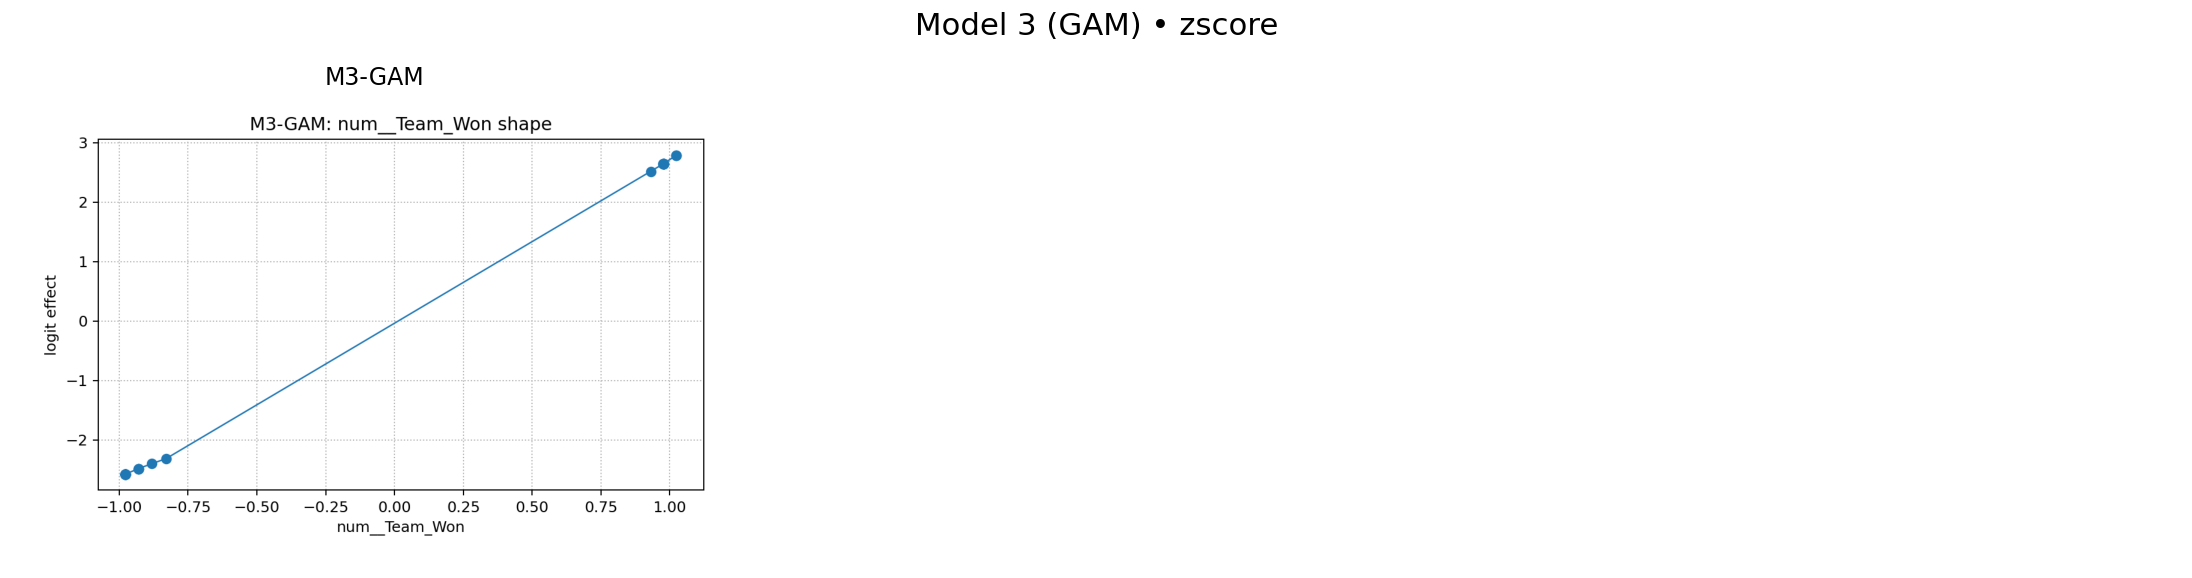 Model 3 (GAM) • zscore
M3-GAM
M3-GAM: num__Team_Won shape
3
2
1
0
−1
−2
logit effect
−1.00 −0.75 −0.50 −0.25 0.00 0.25 0.50 0.75 1.00
num__Team_Won